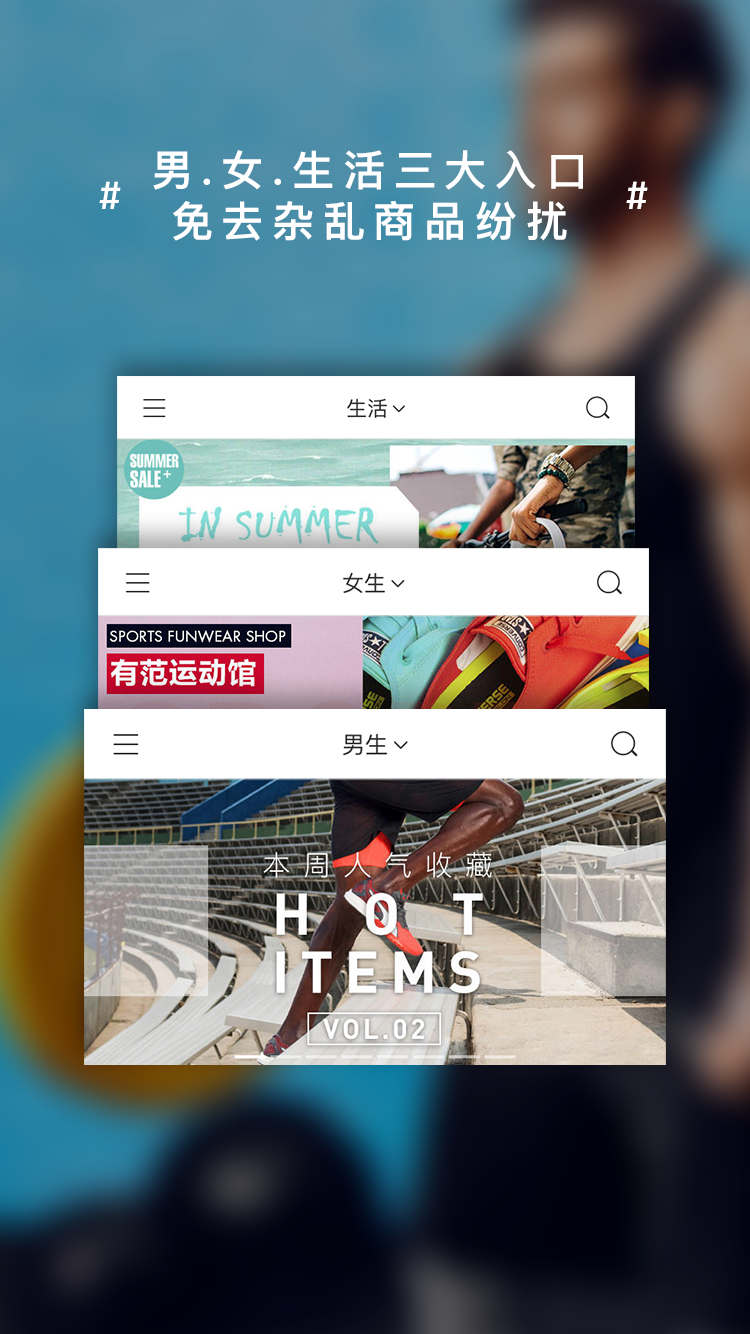 # 男.女.生活三大入口 #
免去杂乱商品纷扰
生活
SUMMER
SALE+
IN SUMMER
女生
SPORTS FUNWEAR SHOP
有范运动馆
男生
本周人气收藏
HOT
ITEMS
VOL.02